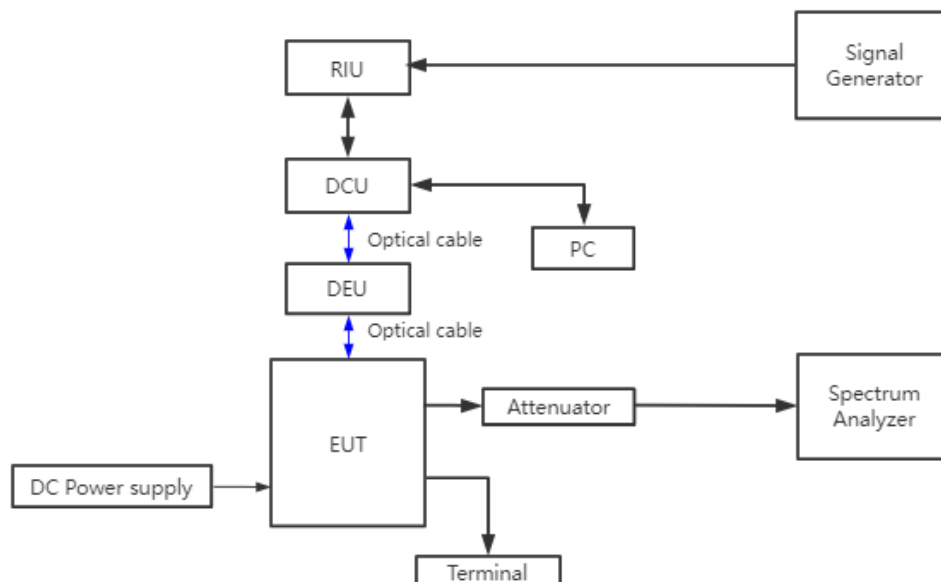 RIU
Signal
Generator
DCU
Optical cable
PC
DEU
Optical cable
EUT
Attenuator
Spectrum
Analyzer
DC Power supply
Terminal